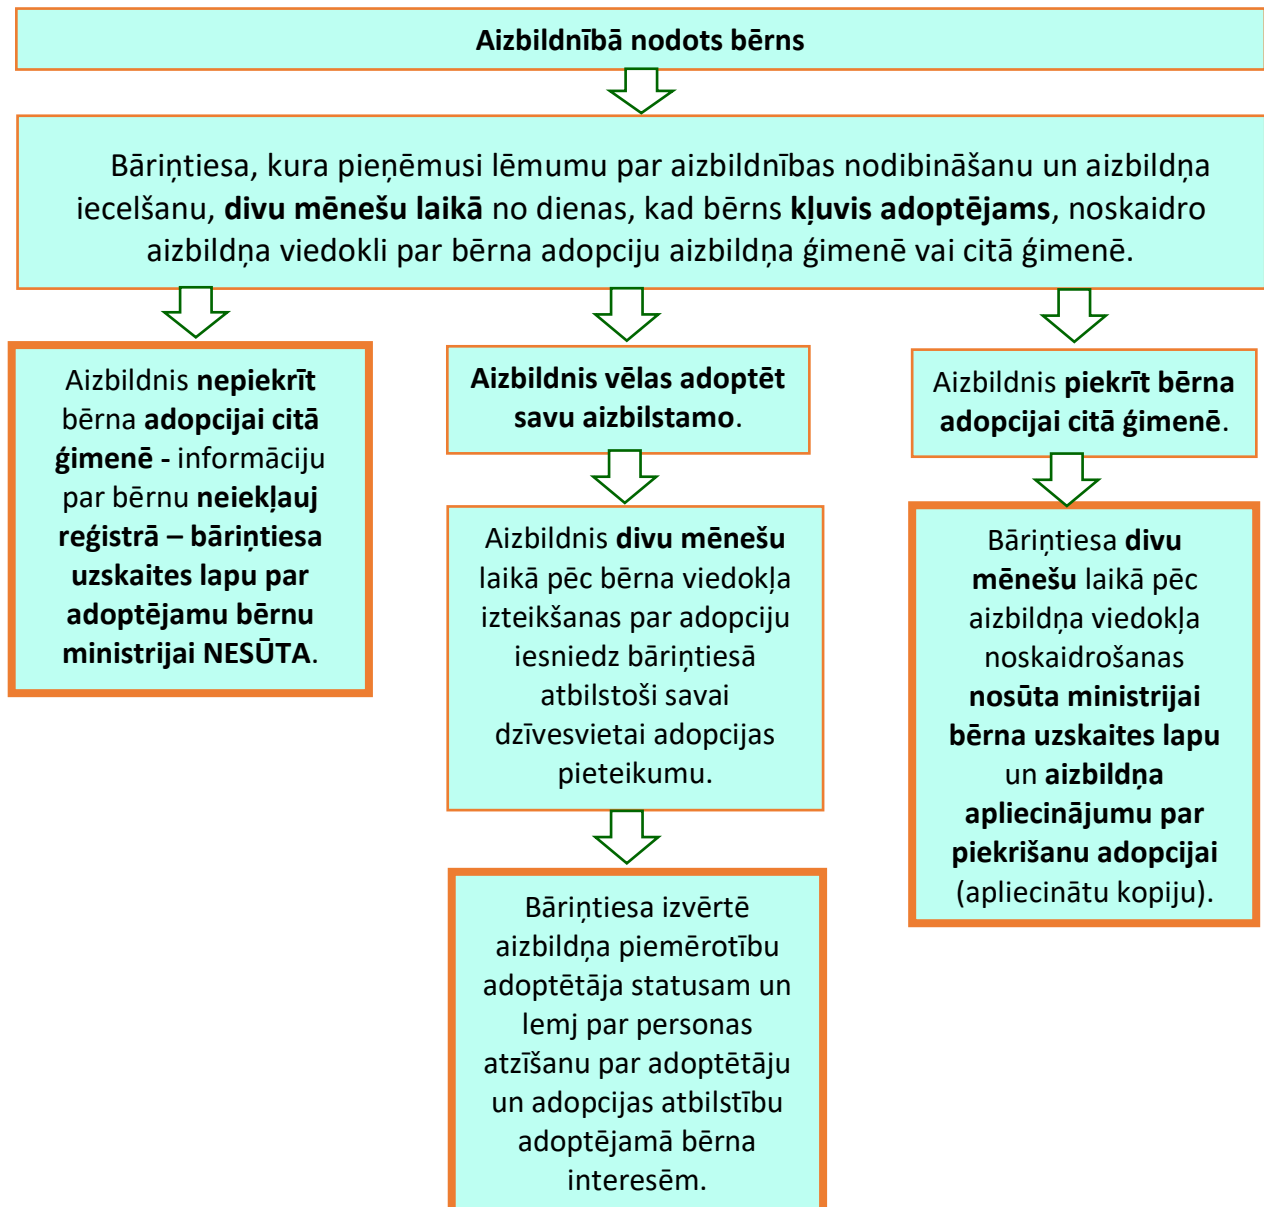 Aizbildnībā nodots bērns
Bāriņtiesa, kura pieņēmusi lēmumu par aizbildnības nodibināšanu un aizbildņa
iecelšanu, divu mēnešu laikā no dienas, kad bērns kļuvis adoptējams, noskaidro
aizbildņa viedokli par bērna adopciju aizbildņa ģimenē vai citā ģimenē.
Aizbildnis nepiekrīt
bērna adopcijai citā
ģimenē - informāciju
par bērnu neiekļauj
reģistrā – bāriņtiesa
uzskaites lapu par
adoptējamu bērnu
ministrijai NESŪTA.
Aizbildnis vēlas adoptēt
savu aizbilstamo.
Aizbildnis divu mēnešu
laikā pēc bērna viedokļa
izteikšanas par adopciju
iesniedz bāriņtiesā
atbilstoši savai
dzīvesvietai adopcijas
pieteikumu.
Bāriņtiesa izvērtē
aizbildņa piemērotību
adoptētāja statusam un
lemj par personas
atzīšanu par adoptētāju
un adopcijas atbilstību
adoptējamā bērna
interesēm.
Aizbildnis piekrīt bērna
adopcijai citā ģimenē.
Bāriņtiesa divu
mēnešu laikā pēc
aizbildņa viedokļa
noskaidrošanas
nosūta ministrijai
bērna uzskaites lapu
un aizbildņa
apliecinājumu par
piekrišanu adopcijai
(apliecinātu kopiju).